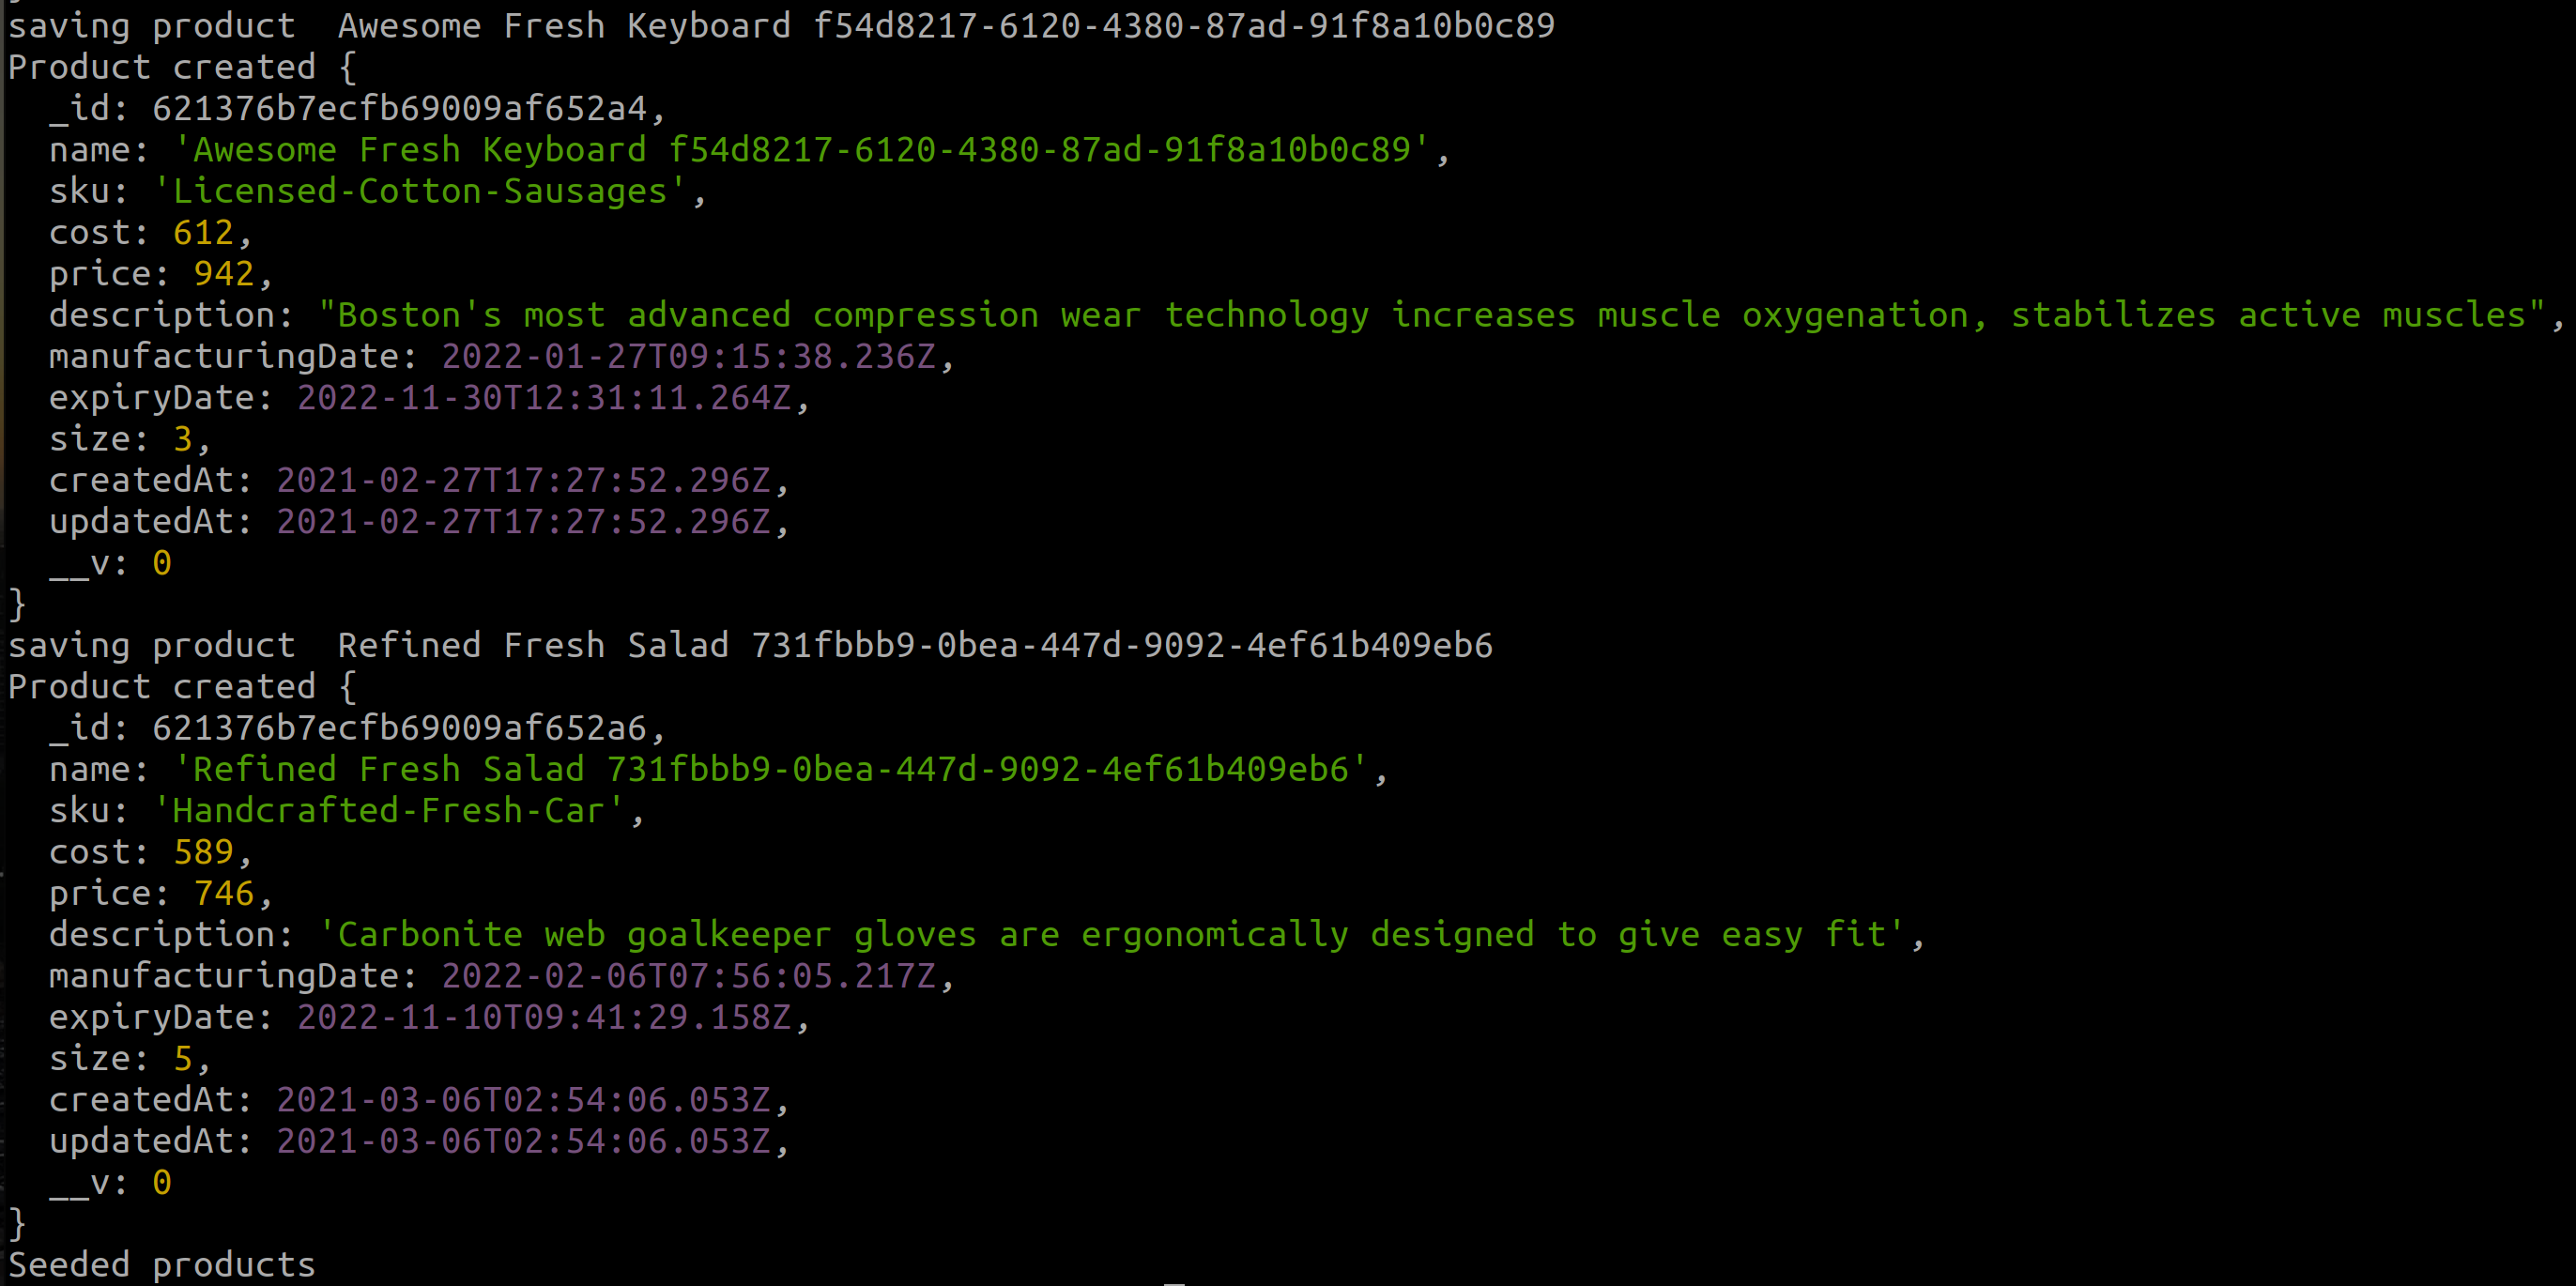 saving product  Awesome Fresh Keyboard f54d8217-6120-4380-87ad-91f8a10b0c89
Product created {
  _id: 621376b7ecfb69009af652a4,
  name: 'Awesome Fresh Keyboard f54d8217-6120-4380-87ad-91f8a10b0c89',
  sku: 'Licensed-Cotton-Sausages',
  cost: 612,
  price: 942,
  description: "Boston's most advanced compression wear technology increases muscle oxygenation, stabilizes active muscles",
  manufacturingDate: 2022-01-27T09:15:38.236Z,
  expiryDate: 2022-11-30T12:31:11.264Z,
  size: 3,
  createdAt: 2021-02-27T17:27:52.296Z,
  updatedAt: 2021-02-27T17:27:52.296Z,
  __v: 0
}
saving product  Refined Fresh Salad 731fbbb9-0bea-447d-9092-4ef61b409eb6
Product created {
  _id: 621376b7ecfb69009af652a6,
  name: 'Refined Fresh Salad 731fbbb9-0bea-447d-9092-4ef61b409eb6',
  sku: 'Handcrafted-Fresh-Car',
  cost: 589,
  price: 746,
  description: 'Carbonite web goalkeeper gloves are ergonomically designed to give easy fit',
  manufacturingDate: 2022-02-06T07:56:05.217Z,
  expiryDate: 2022-11-10T09:41:29.158Z,
  size: 5,
  createdAt: 2021-03-06T02:54:06.053Z,
  updatedAt: 2021-03-06T02:54:06.053Z,
  __v: 0
}
Seeded products